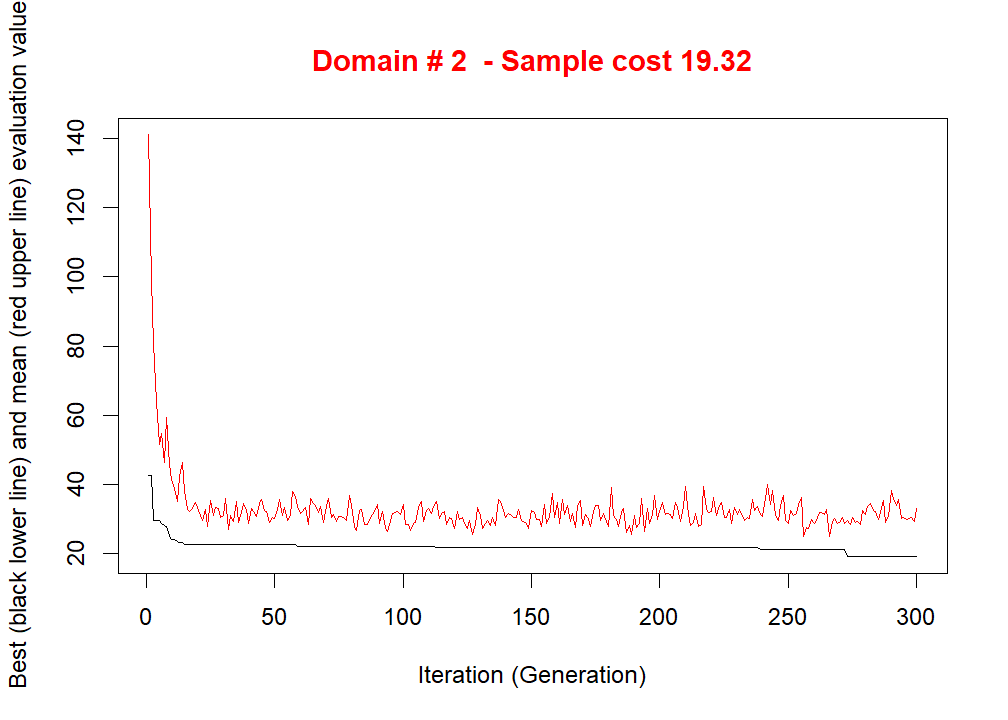 Domain # 2  - Sample cost 19.32
Best (black lower line) and mean (red upper line) evaluation value
140
120
100
80
60
40
20
0 50 100 150 200 250 300
Iteration (Generation)